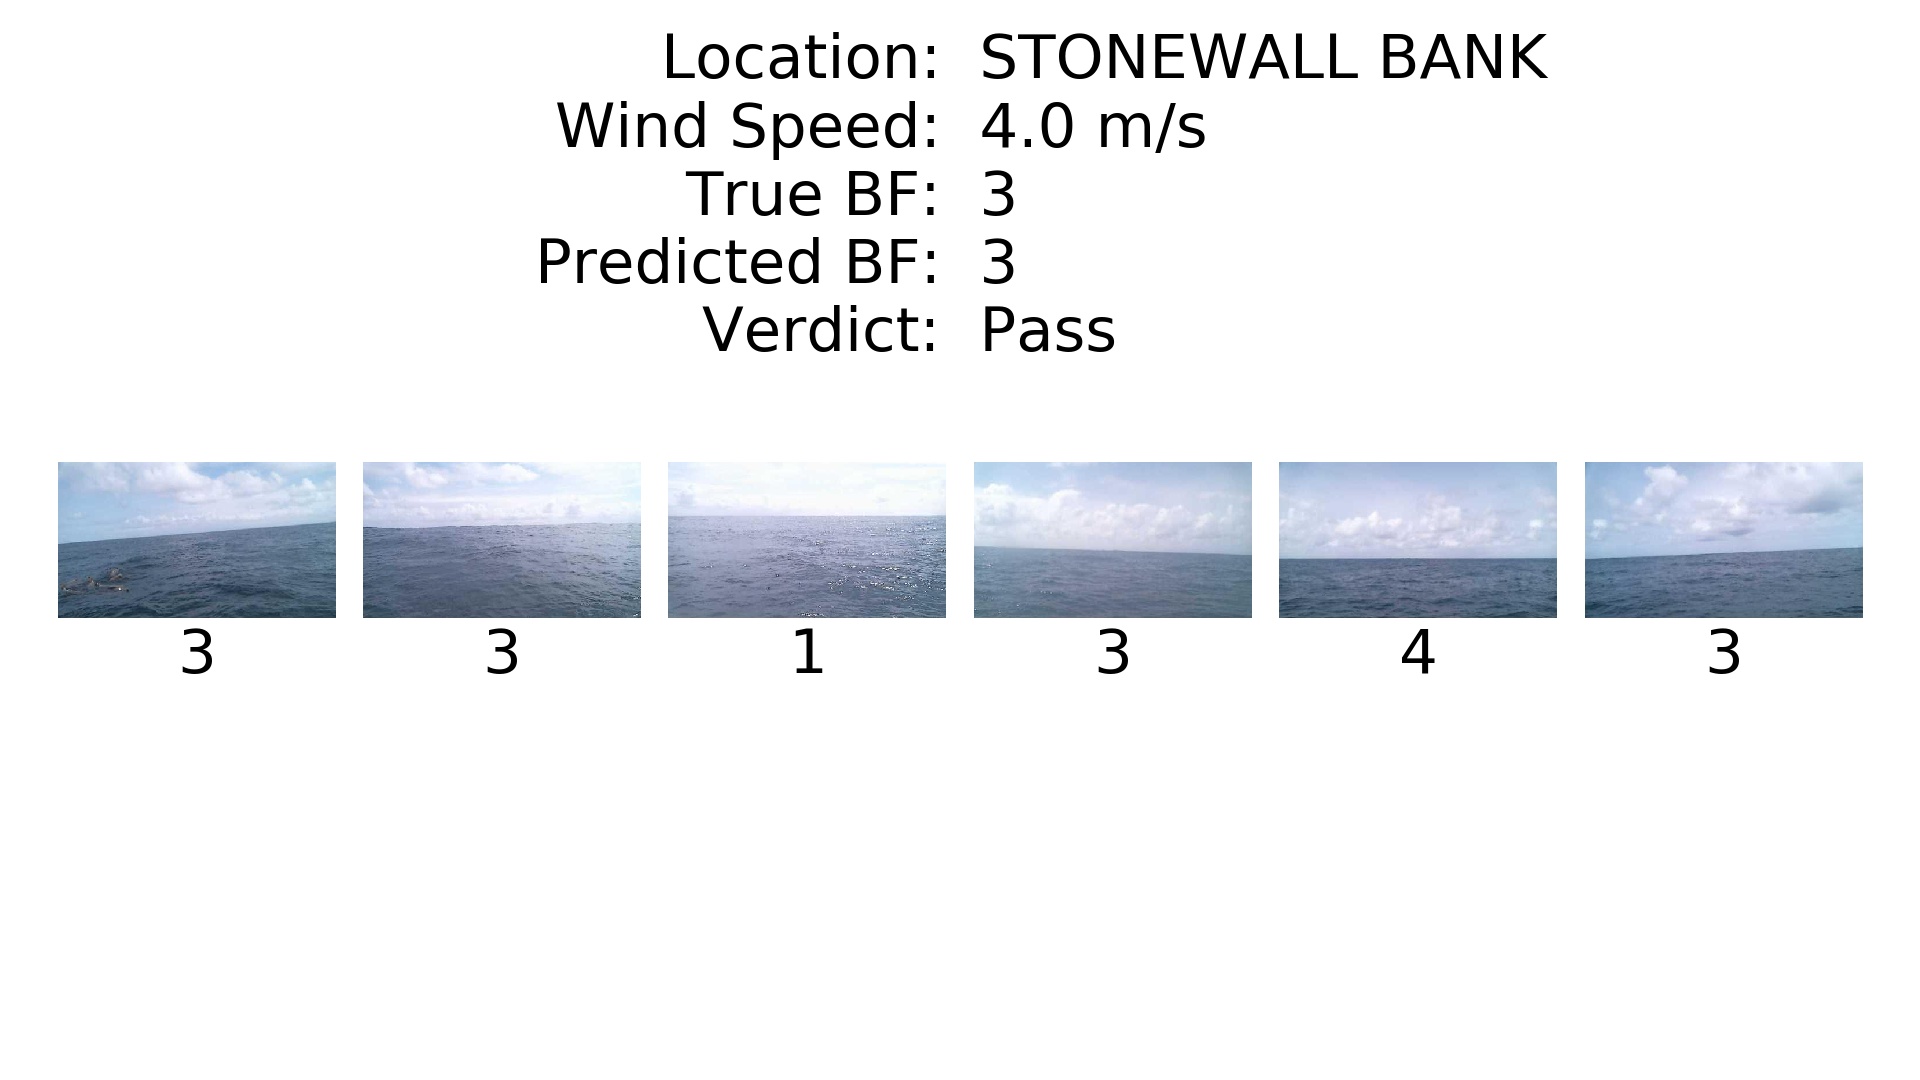 Location: STONEWALL BANK
Wind Speed: 4.0 m/s
True BF: 3
Predicted BF: 3
Verdict: Pass
3 3 1 3 4 3